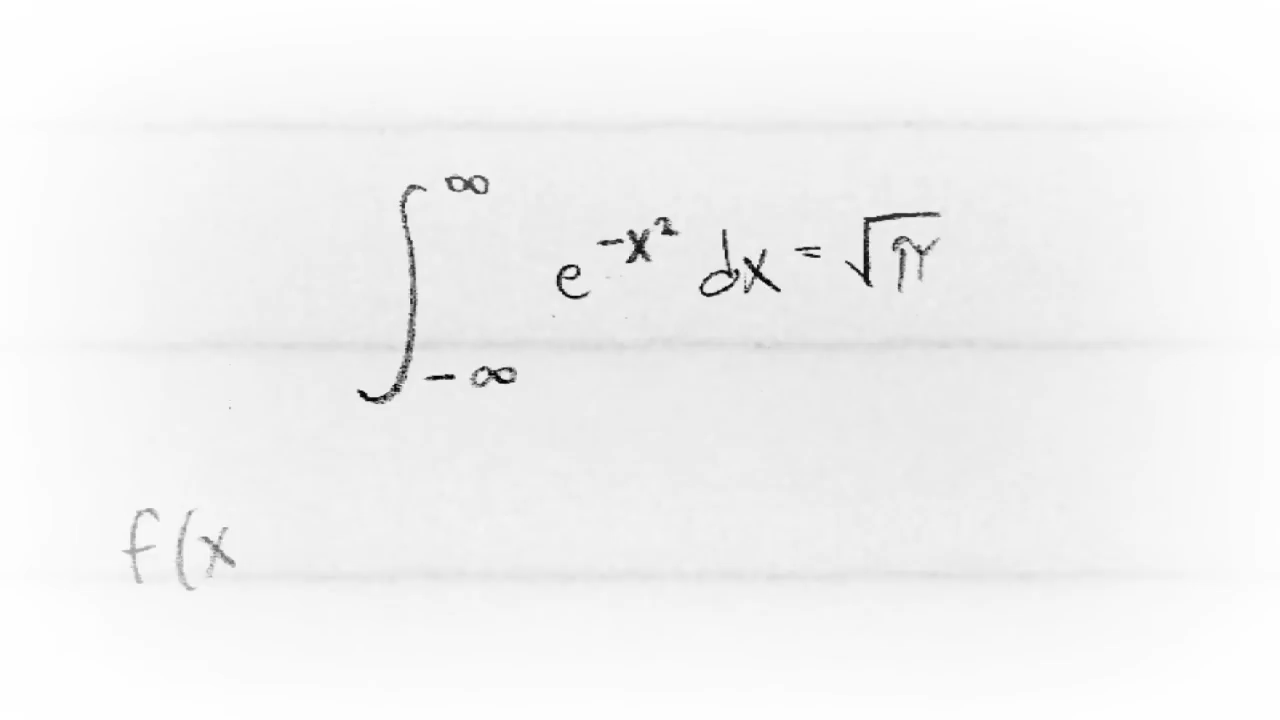 ∫_{-∞}^{∞} e^{-x²} dx = √π
f(x